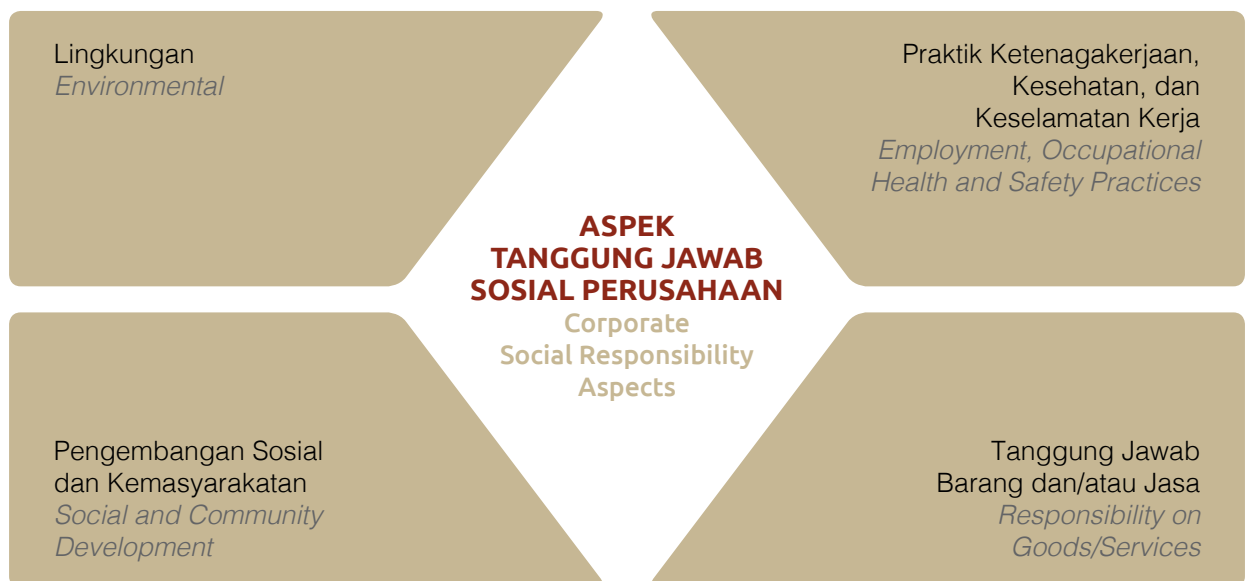 Lingkungan
Environmental
Praktik Ketenagakerjaan,
Kesehatan, dan
Keselamatan Kerja
Employment, Occupational
Health and Safety Practices
ASPEK
TANGGUNG JAWAB
SOSIAL PERUSAHAAN
Corporate
Social Responsibility
Aspects
Pengembangan Sosial
dan Kemasyarakatan
Social and Community
Development
Tanggung Jawab
Barang dan/atau Jasa
Responsibility on
Goods/Services